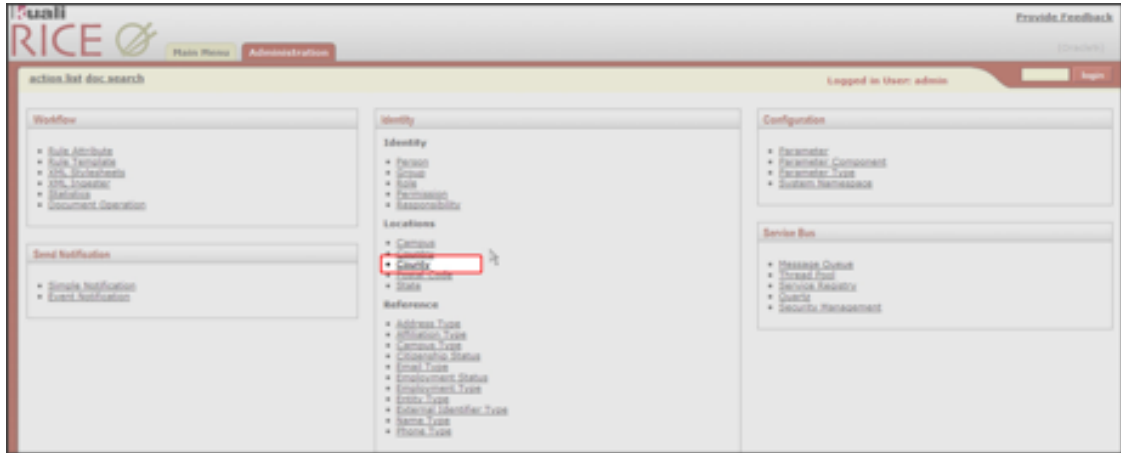 Kuali
RICE
Main Menu
Administration
Provide Feedback
action list doc search
Logged in User: admin
login
Workflow
Rule Attribute
Rule Template
XML Stylesheets
XML Ingester
Statistics
Document Operation
Send Notification
Simple Notification
Event Notification
Identity
Identity
Person
Group
Role
Permission
Responsibility
Locations
Campus
Country
County
Postal Code
State
Reference
Address Type
Affiliation Type
Campus Type
Citizenship Status
Email Type
Employment Status
Employment Type
Entity Type
External Identifier Type
Name Type
Phone Type
Configuration
Parameter
Parameter Component
Parameter Type
System Namespace
Service Bus
Message Queue
Thread Pool
Service Registry
Quartz
Security Management